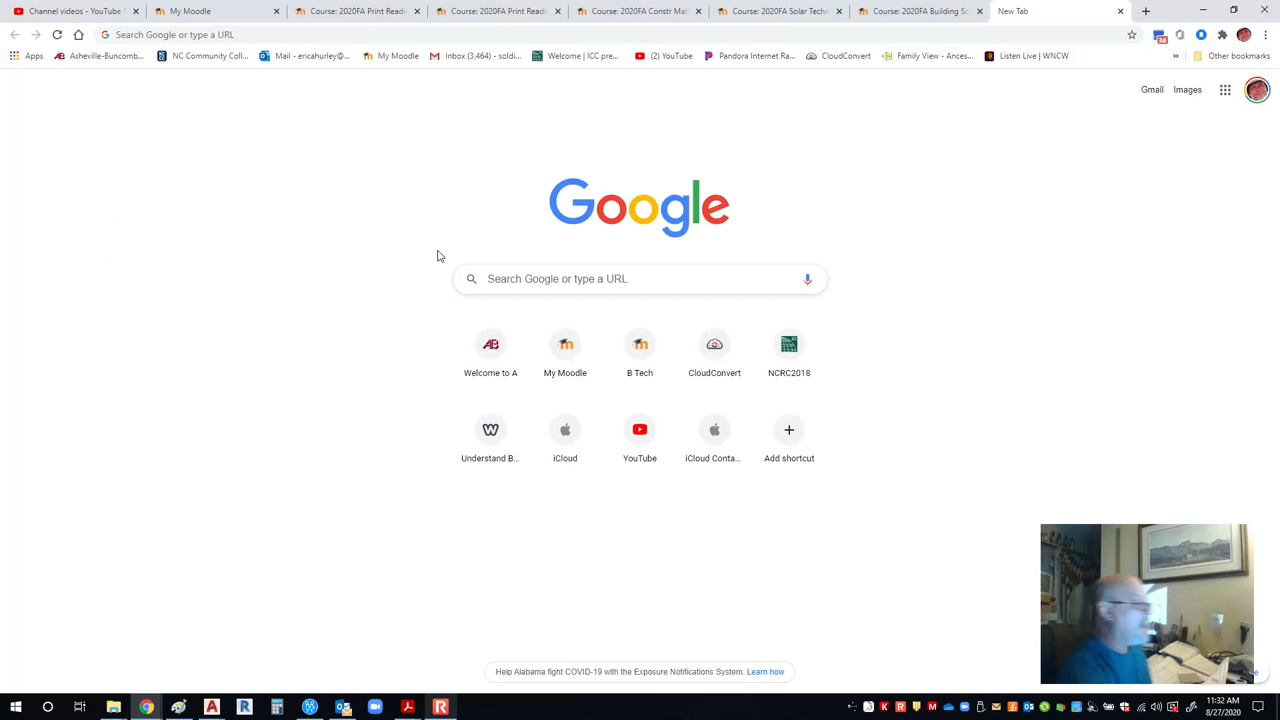 Channel videos - YouTube S
My Moodle
Course: 2020FA Print Readi
Course: 2020FA Print Readi
Course: 2020FA Constr Mat
Course: 2020FA Solar Tech
Course: 2020FA Building Sc
New Tab
Search Google or type a URL
34
Apps
Asheville-Buncomb...
NC Community Coll...
Mail - ericahurley@...
My Moodle
Inbox (3,464) - soldi...
Welcome | ICC pre...
(2) YouTube
Pandora Internet Ra...
CloudConvert
Family View - Ances...
Listen Live | WNCW
»
Other bookmarks
Gmail
Images
Google
Search Google or type a URL
Welcome to A
My Moodle
B Tech
CloudConvert
NCRC2018
Understand B...
iCloud
YouTube
iCloud Conta...
Add shortcut
Help Alabama fight COVID-19 with the Exposure Notifications System. Learn how
11:32 AM
8/27/2020